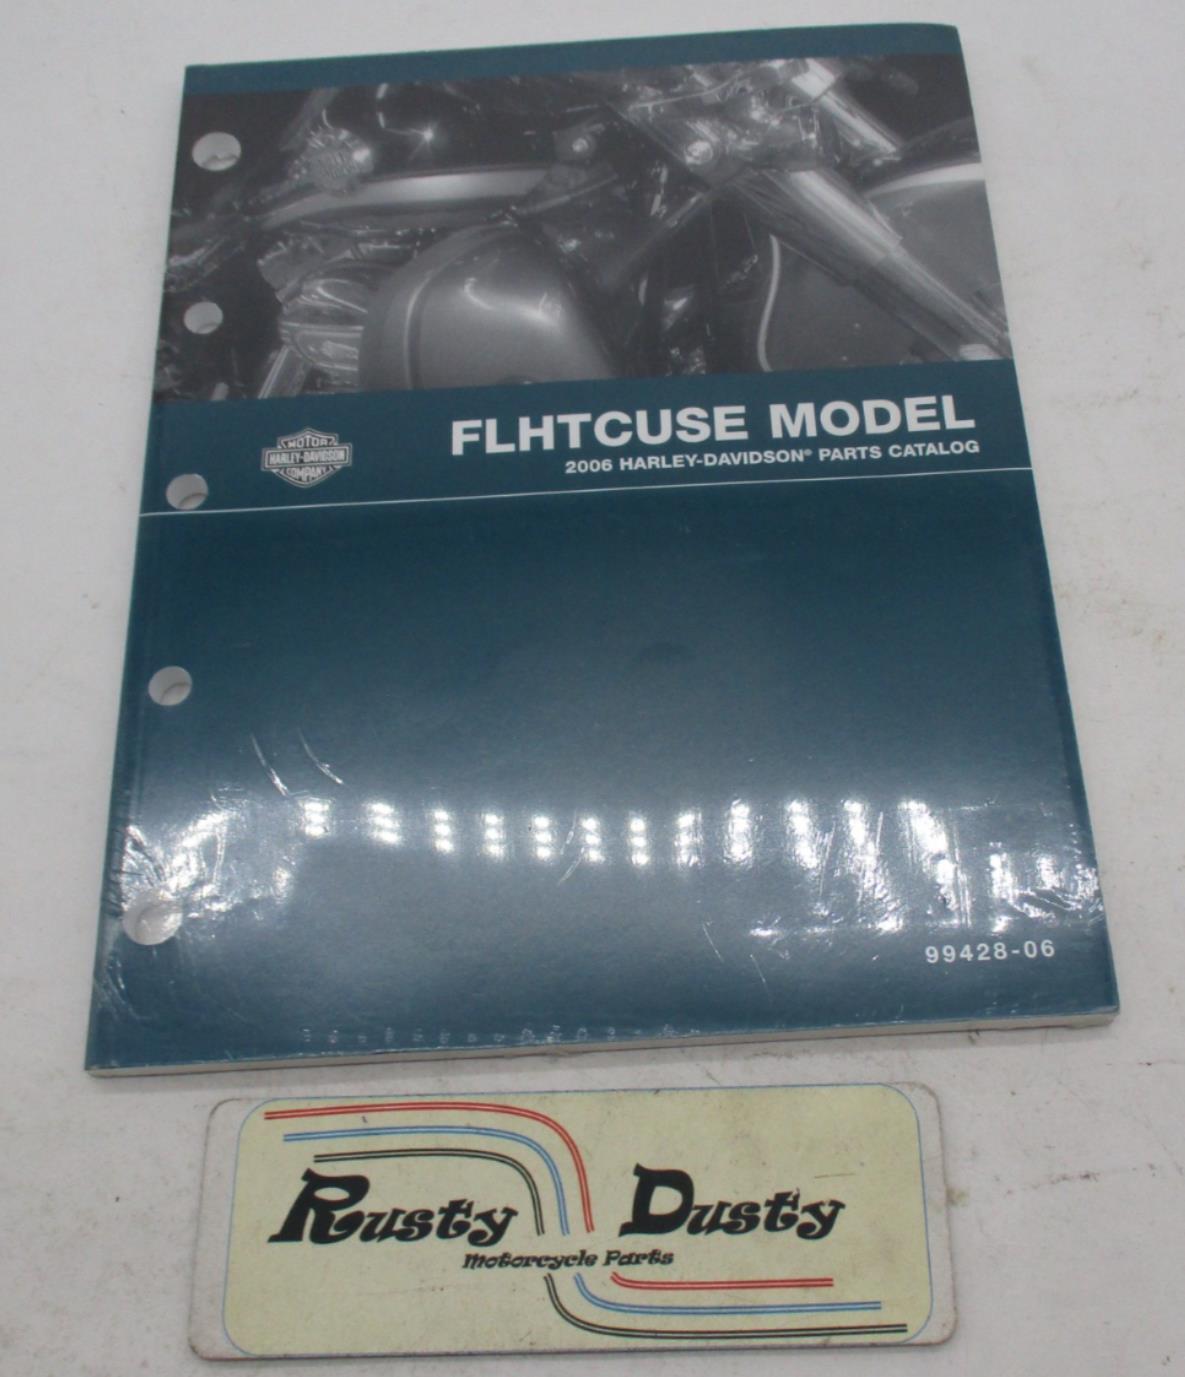 FLHTCUSE MODEL
2006 HARLEY-DAVIDSON® PARTS CATALOG
MOTOR
HARLEY-DAVIDSON
COMPANY
99428-06
Rusty Dusty
Motorcycle Parts